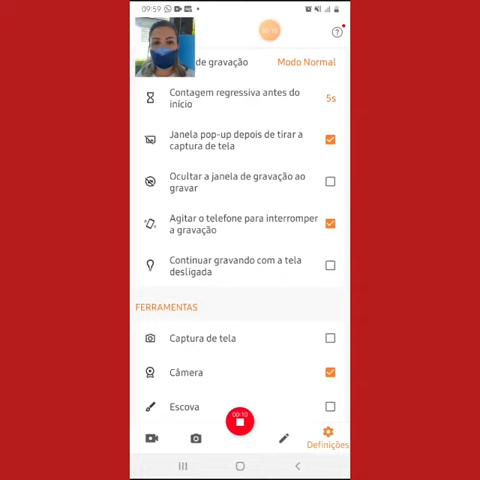 09:59
00:10
de gravação
Modo Normal
Contagem regressiva antes do
início
5s
Janela pop-up depois de tirar a
captura de tela
Ocultar a janela de gravação ao
gravar
Agitar o telefone para interromper
a gravação
Continuar gravando com a tela
desligada
FERRAMENTAS
Captura de tela
Câmera
Escova
00:10
Definições